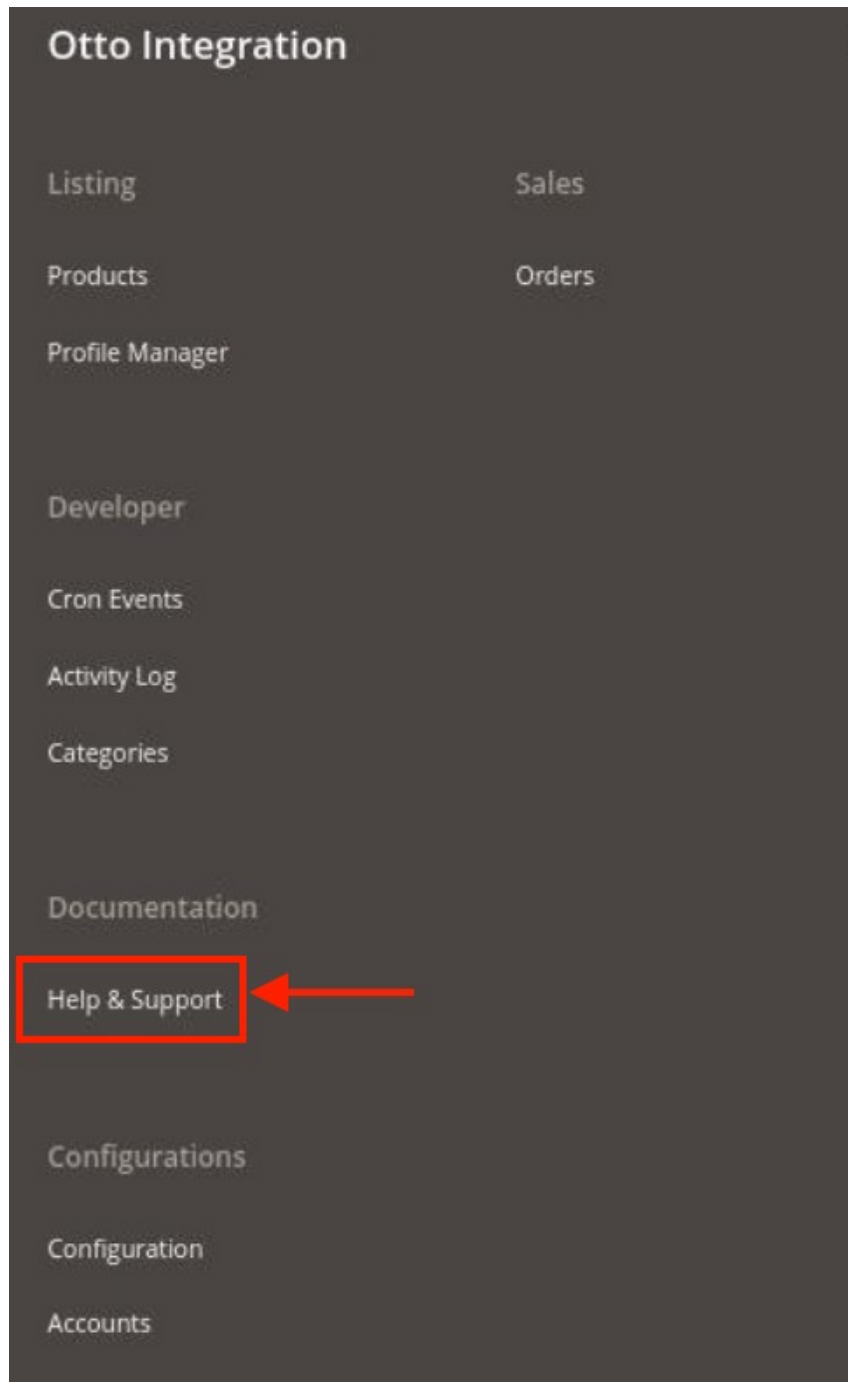 Otto Integration
Listing
Products
Profile Manager
Sales
Orders
Developer
Cron Events
Activity Log
Categories
Documentation
Help & Support
Configurations
Configuration
Accounts